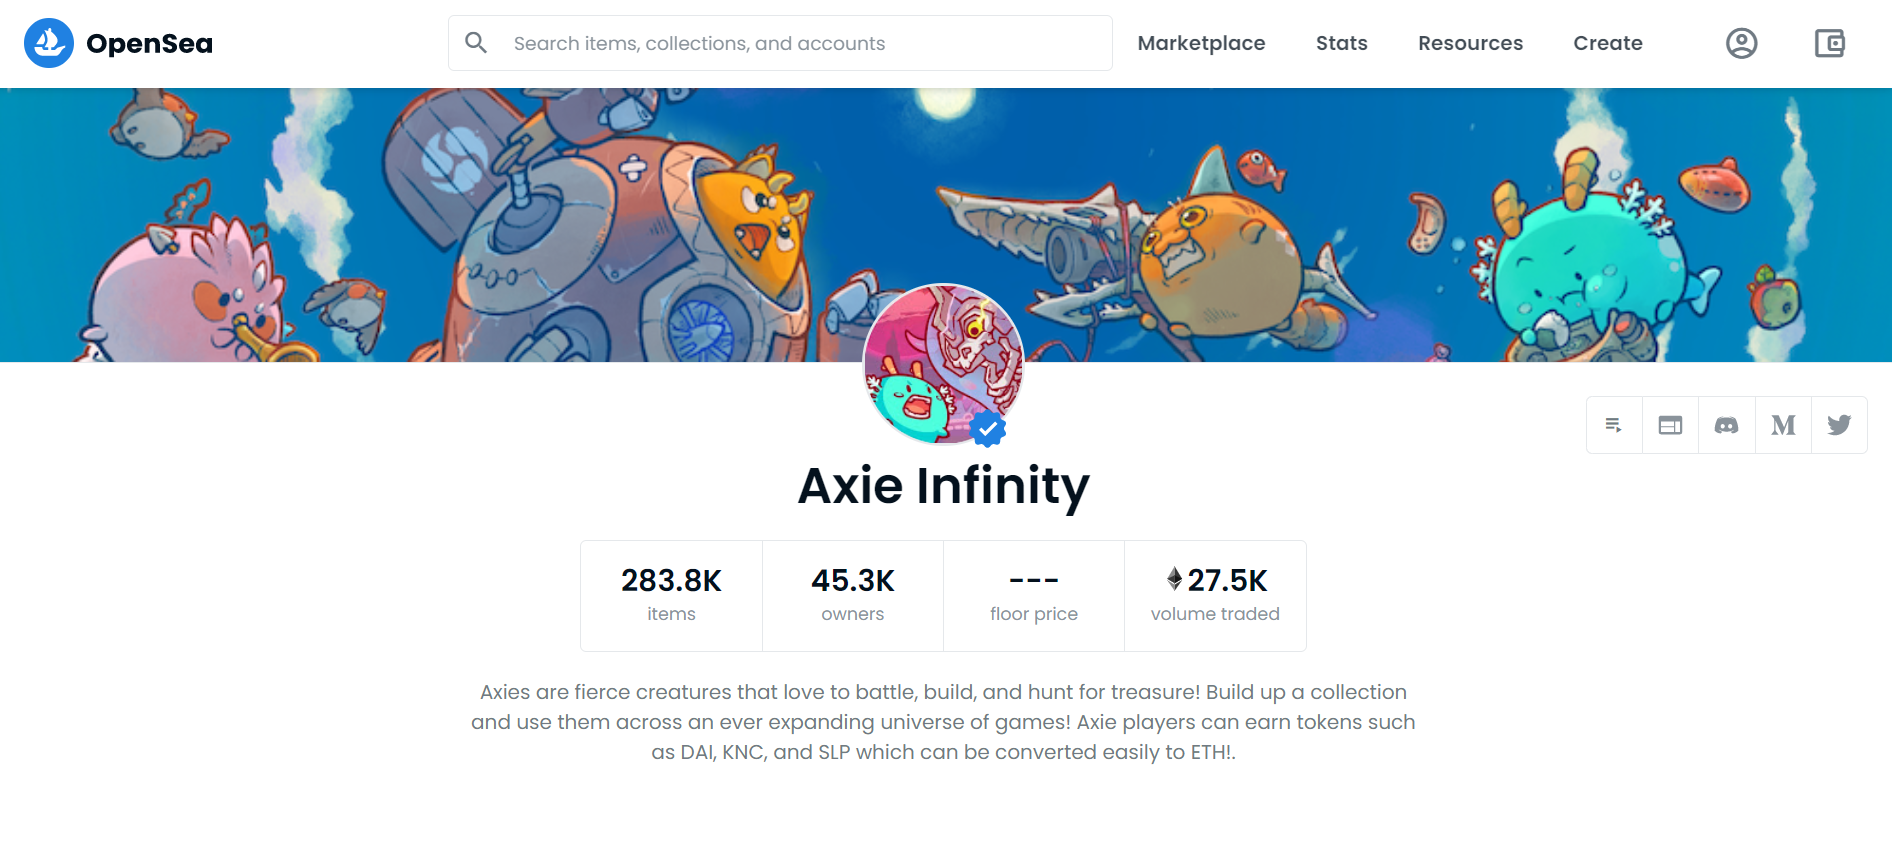 OpenSea
Search items, collections, and accounts
Marketplace
Stats
Resources
Create
Axie Infinity
283.8K
items
45.3K
owners
---
floor price
27.5K
volume traded
Axies are fierce creatures that love to battle, build, and hunt for treasure! Build up a collection
and use them across an ever expanding universe of games! Axie players can earn tokens such
as DAI, KNC, and SLP which can be converted easily to ETH!.